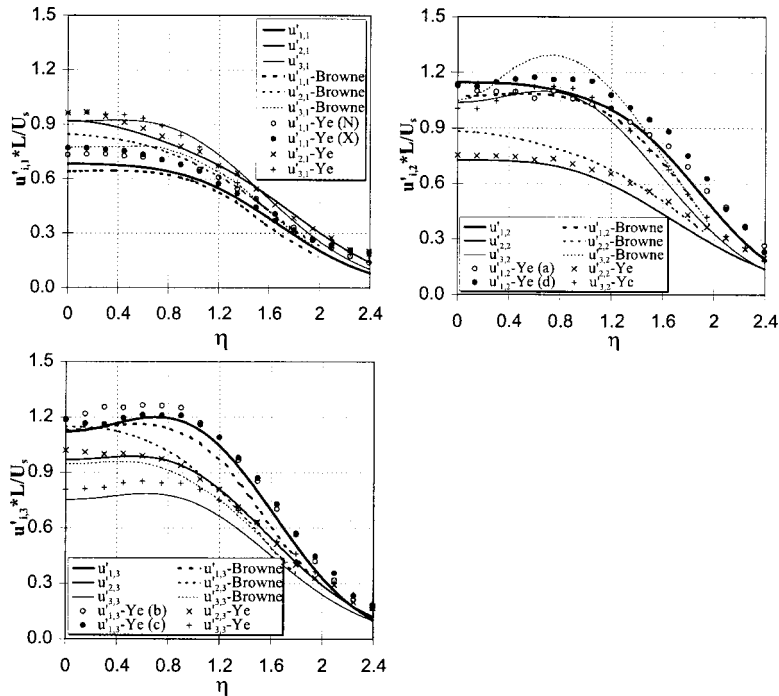 1.5
1.2
0.9
0.6
0.3
0.0
u'i,1*L/Us
0 0.4 0.8 1.2 1.6 2 2.4
η
u'1,1
u'2,1
u'3,1
u'1,1-Browne
u'2,1-Browne
u'3,1-Browne
u'1,1-Ye (N)
u'1,1-Ye (X)
u'2,1-Ye
u'3,1-Ye
1.5
1.2
0.9
0.6
0.3
0.0
u'i,2*L/Us
0 0.4 0.8 1.2 1.6 2 2.4
η
u'1,2 u'1,2-Browne
u'2,2 u'2,2-Browne
u'3,2 u'3,2-Browne
u'1,2-Ye (a) u'2,2-Ye
u'1,2-Ye (d) u'3,2-Ye
1.5
1.2
0.9
0.6
0.3
0.0
u'i,3*L/Us
0 0.4 0.8 1.2 1.6 2 2.4
η
u'1,3 u'1,3-Browne
u'2,3 u'2,3-Browne
u'3,3 u'3,3-Browne
u'1,3-Ye (b) u'2,3-Ye
u'1,3-Ye (c) u'3,3-Ye